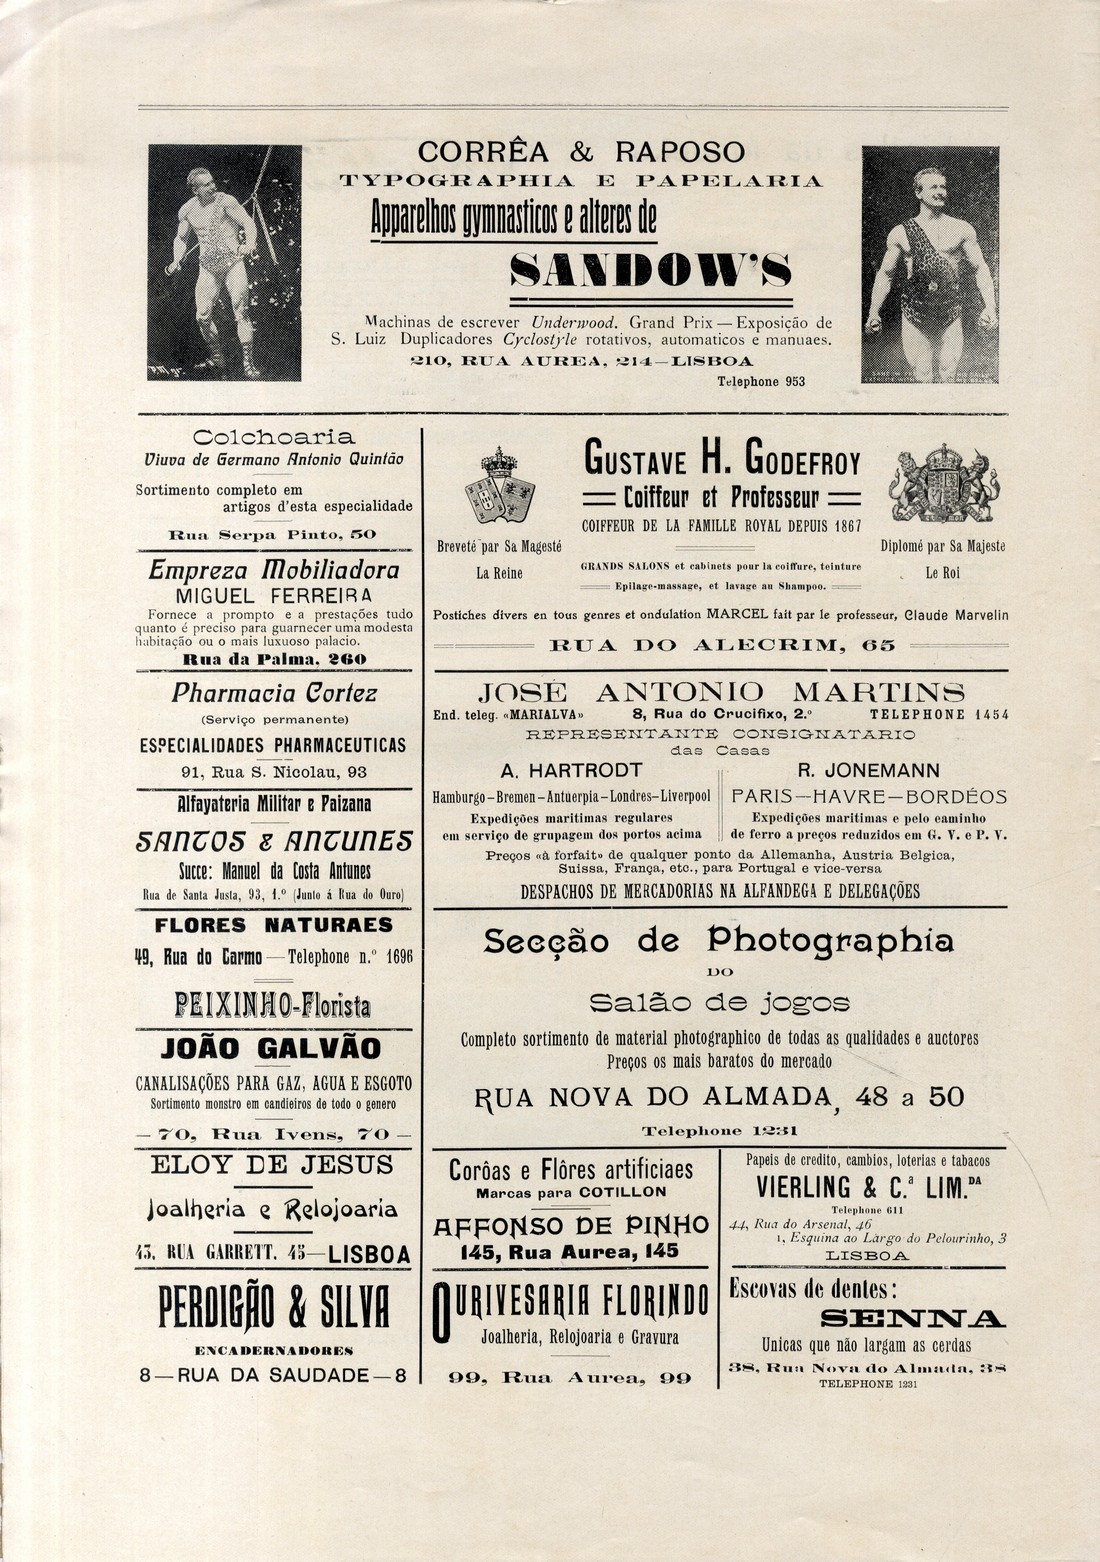 CORRÊA & RAPOSO
TYPOGRAPHIA E PAPELARIA
Apparelhos gymnasticos e alteres de
SANDOW'S
Machinas de escrever Underwood. Grand Prix — Exposição de
S. Luiz Duplicadores Cyclostyle rotativos, automaticos e manuaes.
210, RUA AUREA, 214—LISBOA
Telephone 953
Colchoaria
Viuva de Germano Antonio Quintão
Sortimento completo em
artigos d'esta especialidade
Rua Serpa Pinto, 50
Empreza Mobiliadora
MIGUEL FERREIRA
Fornece a prompto e a prestações tudo
quanto é preciso para guarnecer uma modesta
habitação ou o mais luxuoso palacio.
Rua da Palma, 260
Pharmacia Cortez
(Serviço permanente)
ESPECIALIDADES PHARMACEUTICAS
91, Rua S. Nicolau, 93
Alfayateria Militar e Paizana
SANTOS & ANTUNES
Succ: Manuel da Costa Antunes
Rua de Santa Justa, 93, 1.º (Junto á Rua do Ouro)
FLORES NATURAES
49, Rua do Carmo — Telephone n.º 1696
PEIXINHO-Florista
JOÃO GALVÃO
CANALISAÇÕES PARA GAZ, AGUA E ESGOTO
Sortimento monstro em candieiros de todo o genero
— 70, Rua Ivens, 70 —
ELOY DE JESUS
Joalheria e Relojoaria
43, RUA GARRETT, 45—LISBOA
PERDIGÃO & SILVA
ENCADERNADORES
8—RUA DA SAUDADE—8
GUSTAVE H. GODEFROY
Coiffeur et Professeur
COIFFEUR DE LA FAMILLE ROYAL DEPUIS 1867
Breveté par Sa Magesté
La Reine
Diplomé par Sa Majeste
Le Roi
GRANDS SALONS et cabinets pour la coiffure, teinture
Epilage-massage, et lavage au Shampoo.
Postiches divers en tous genres et ondulation MARCEL fait par le professeur, Claude Marvelin
RUA DO ALECRIM, 65
JOSÉ ANTONIO MARTINS
End. teleg. «MARIALVA» 8, Rua do Crucifixo, 2.º TELEPHONE 1454
REPRESENTANTE CONSIGNATARIO
das Casas
A. HARTRODT
Hamburgo-Bremen-Antuerpia-Londres-Liverpool
Expedições maritimas regulares
em serviço de grupagem dos portos acima
R. JONEMANN
PARIS—HAVRE—BORDÉOS
Expedições maritimas e pelo caminho
de ferro a preços reduzidos em G. V. e P. V.
Preços «à forfait» de qualquer ponto da Allemanha, Austria Belgica,
Suissa, França, etc., para Portugal e vice-versa
DESPACHOS DE MERCADORIAS NA ALFANDEGA E DELEGAÇÕES
Secção de Photographia
DO
Salão de jogos
Completo sortimento de material photographico de todas as qualidades e auctores
Preços os mais baratos do mercado
RUA NOVA DO ALMADA, 48 a 50
Telephone 1231
Corôas e Flôres artificiaes
Marcas para COTILLON
AFFONSO DE PINHO
145, Rua Aurea, 145
OURIVESARIA FLORINDO
Joalheria, Relojoaria e Gravura
99, Rua Aurea, 99
Papeis de credito, cambios, loterias e tabacos
VIERLING & C.ª LIM.DA
Telephone 611
44, Rua do Arsenal, 46
1, Esquina ao Largo do Pelourinho, 3
LISBOA
Escovas de dentes:
SENNA
Unicas que não largam as cerdas
38, Rua Nova do Almada, 38
TELEPHONE 1231